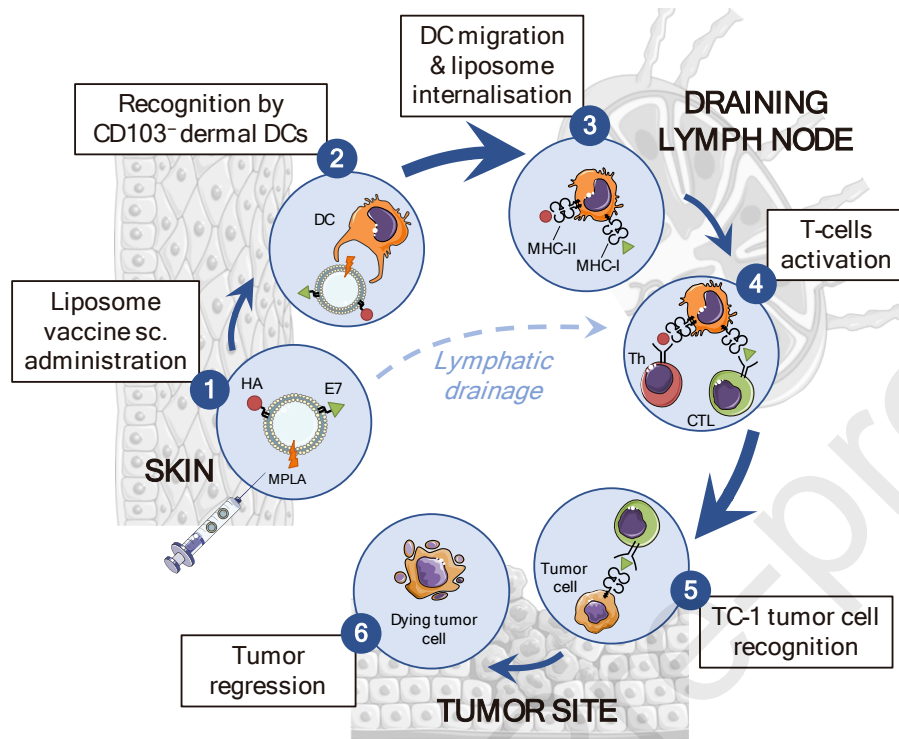 1
Liposome
vaccine sc.
administration
HA
E7
MPLA
SKIN
2
Recognition by
CD103⁻ dermal DCs
DC
3
DC migration
& liposome
internalisation
MHC-II
MHC-I
DRAINING
LYMPH NODE
Lymphatic
drainage
4
T-cells
activation
Th
CTL
5
TC-1 tumor cell
recognition
Tumor
cell
6
Tumor
regression
Dying tumor
cell
TUMOR SITE